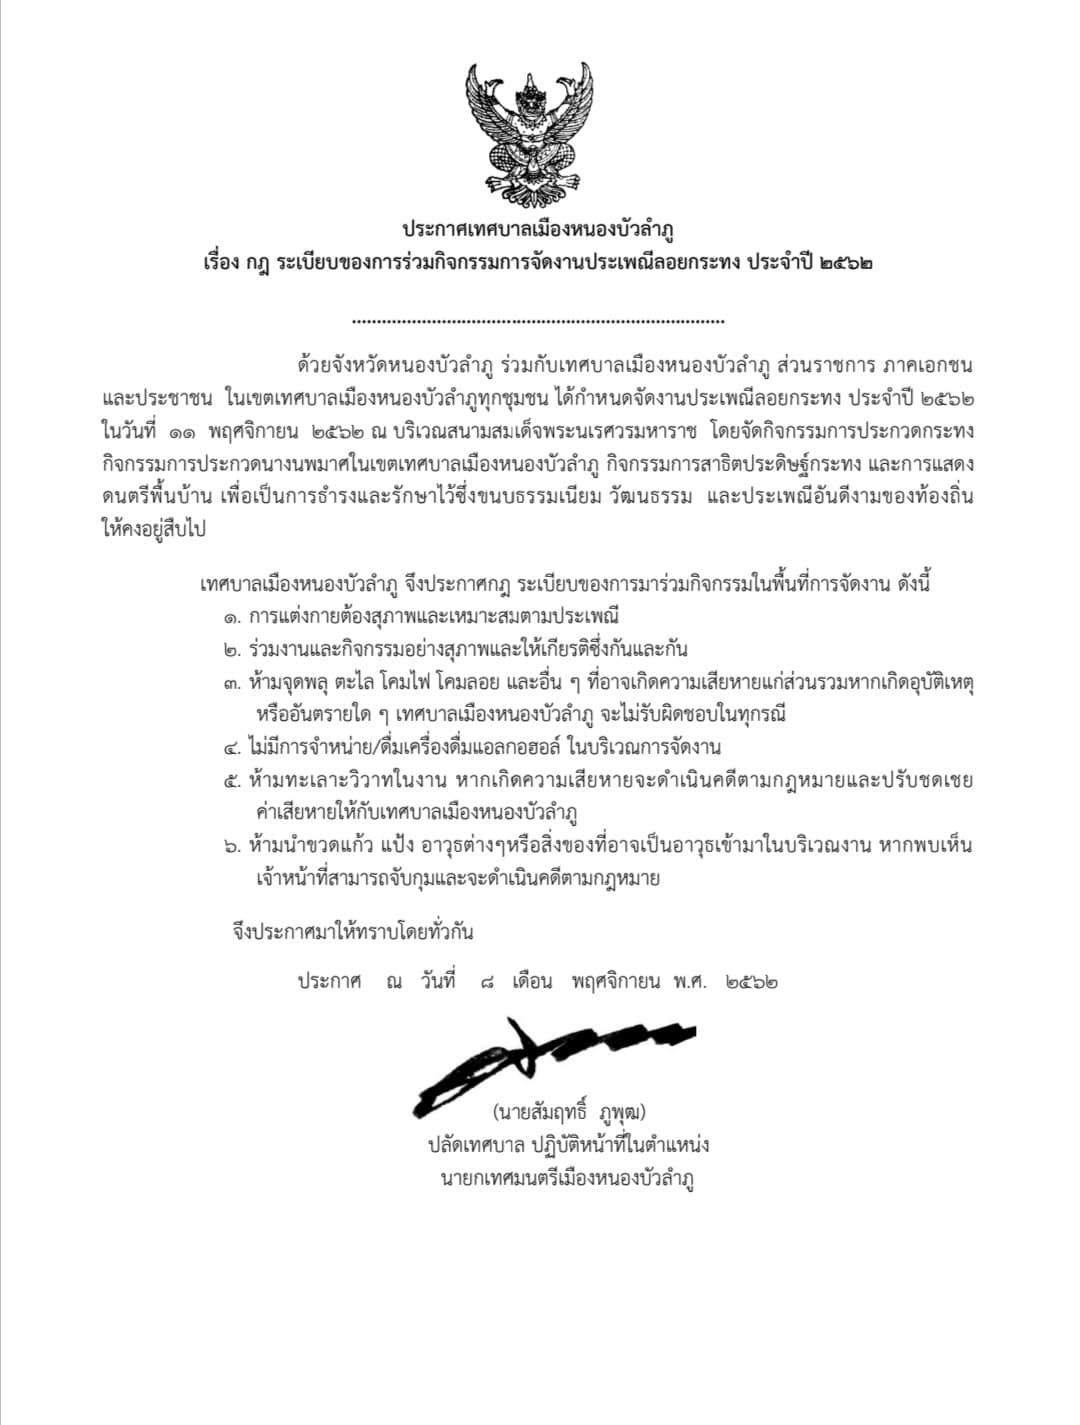 ประกาศเทศบาลเมืองหนองบัวลำภู
เรื่อง กฎ ระเบียบของการร่วมกิจกรรมการจัดงานประเพณีลอยกระทง ประจำปี ๒๕๖๒
...........................................................................
ด้วยจังหวัดหนองบัวลำภู ร่วมกับเทศบาลเมืองหนองบัวลำภู ส่วนราชการ ภาคเอกชน
และประชาชน ในเขตเทศบาลเมืองหนองบัวลำภูทุกชุมชน ได้กำหนดจัดงานประเพณีลอยกระทง ประจำปี ๒๕๖๒
ในวันที่ ๑๑ พฤศจิกายน ๒๕๖๒ ณ บริเวณสนามสมเด็จพระนเรศวรมหาราช โดยจัดกิจกรรมการประกวดกระทง
กิจกรรมการประกวดนางนพมาศในเขตเทศบาลเมืองหนองบัวลำภู กิจกรรมการสาธิตประดิษฐ์กระทง และการแสดง
ดนตรีพื้นบ้าน เพื่อเป็นการธำรงและรักษาไว้ซึ่งขนบธรรมเนียม วัฒนธรรม และประเพณีอันดีงามของท้องถิ่น
ให้คงอยู่สืบไป
เทศบาลเมืองหนองบัวลำภู จึงประกาศกฎ ระเบียบของการมาร่วมกิจกรรมในพื้นที่การจัดงาน ดังนี้
๑. การแต่งกายต้องสุภาพและเหมาะสมตามประเพณี
๒. ร่วมงานและกิจกรรมอย่างสุภาพและให้เกียรติซึ่งกันและกัน
๓. ห้ามจุดพลุ ตะไล โคมไฟ โคมลอย และอื่น ๆ ที่อาจเกิดความเสียหายแก่ส่วนรวมหากเกิดอุบัติเหตุ
หรืออันตรายใด ๆ เทศบาลเมืองหนองบัวลำภู จะไม่รับผิดชอบในทุกรณี
๔. ไม่มีการจำหน่าย/ดื่มเครื่องดื่มแอลกอฮอล์ ในบริเวณการจัดงาน
๕. ห้ามทะเลาะวิวาทในงาน หากเกิดความเสียหายจะดำเนินคดีตามกฎหมายและปรับชดเชย
ค่าเสียหายให้กับเทศบาลเมืองหนองบัวลำภู
๖. ห้ามนำขวดแก้ว แป้ง อาวุธต่างๆหรือสิ่งของที่อาจเป็นอาวุธเข้ามาในบริเวณงาน หากพบเห็น
เจ้าหน้าที่สามารถจับกุมและจะดำเนินคดีตามกฎหมาย
จึงประกาศมาให้ทราบโดยทั่วกัน
ประกาศ ณ วันที่ ๘ เดือน พฤศจิกายน พ.ศ. ๒๕๖๒
(นายสัมฤทธิ์ ภูพุฒ)
ปลัดเทศบาล ปฏิบัติหน้าที่ในตำแหน่ง
นายกเทศมนตรีเมืองหนองบัวลำภู